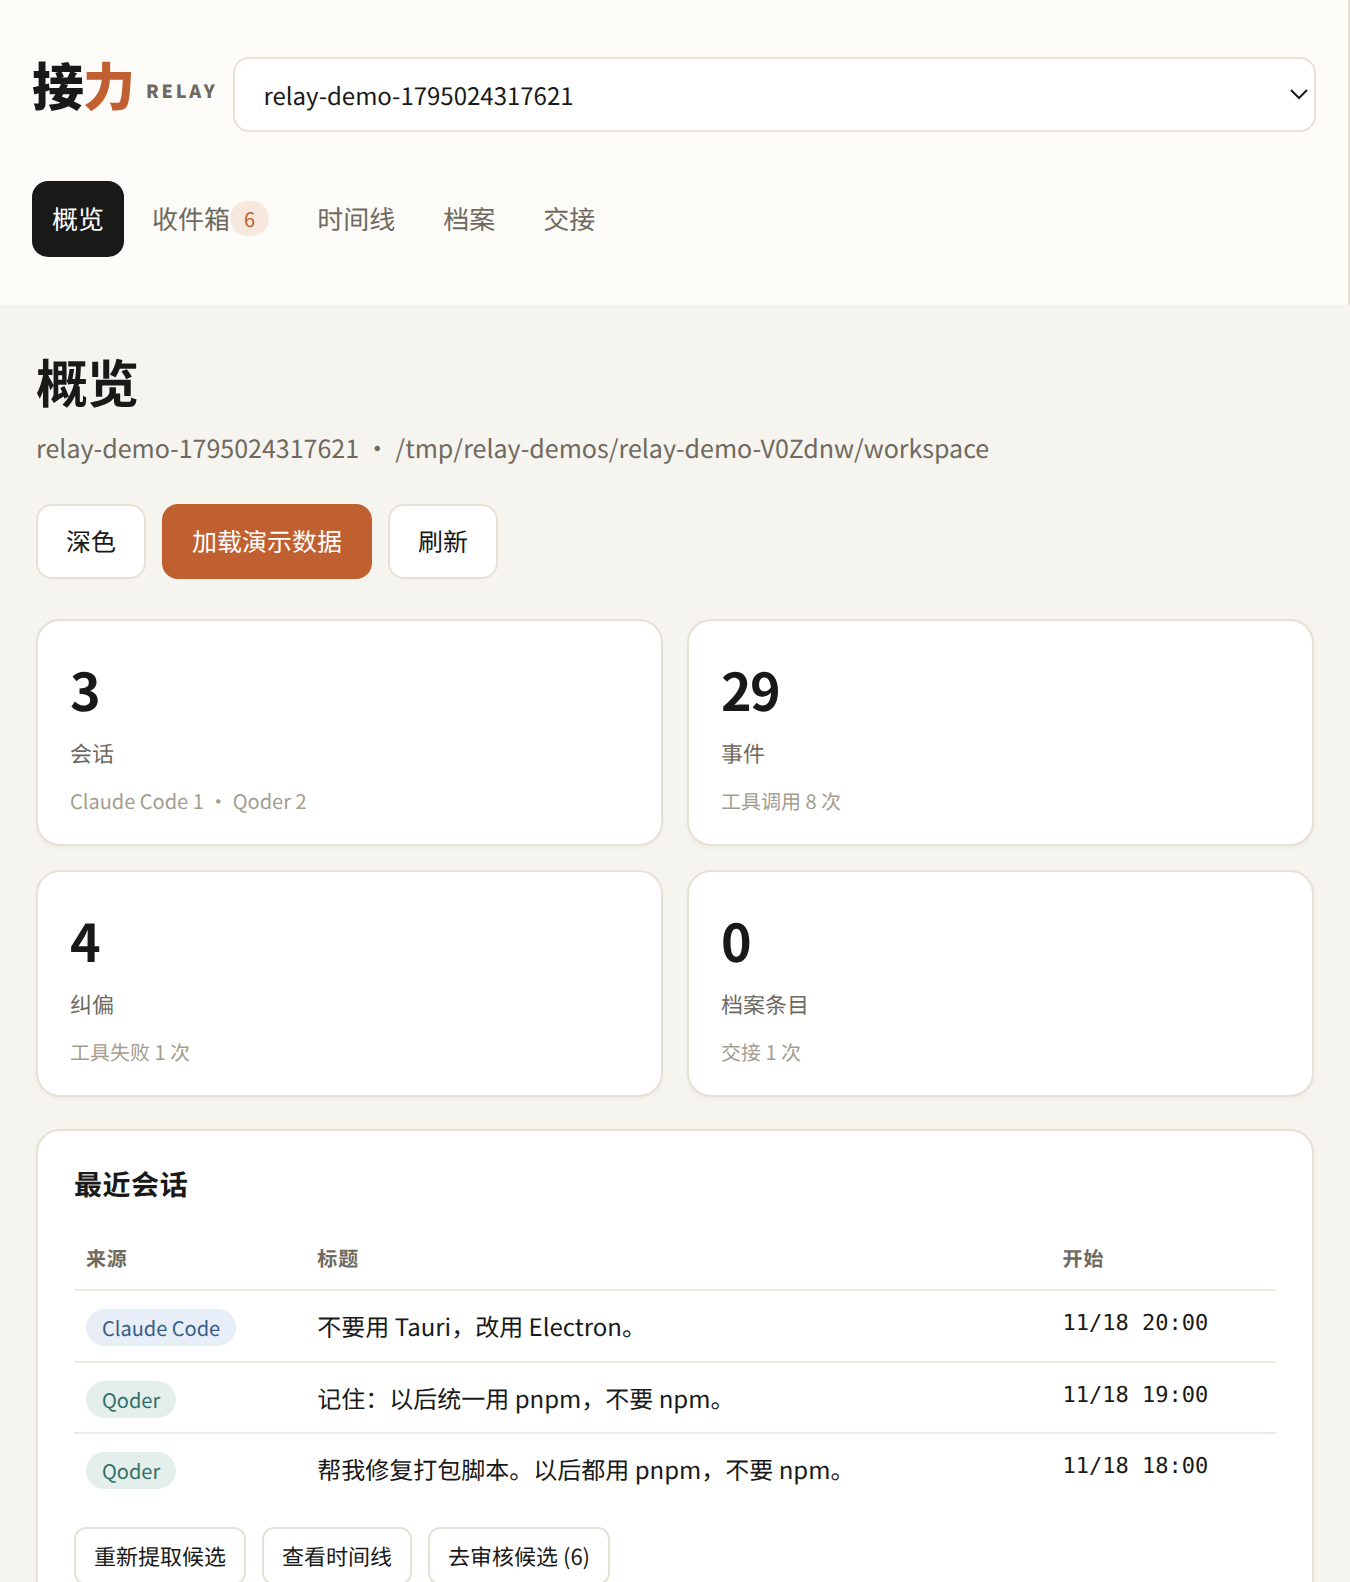 接力 RELAY relay-demo-1795024317621
概览 收件箱 6 时间线 档案 交接
概览
relay-demo-1795024317621 · /tmp/relay-demos/relay-demo-V0Zdnw/workspace
深色 加载演示数据 刷新
3
会话
Claude Code 1 · Qoder 2
29
事件
工具调用 8 次
4
纠偏
工具失败 1 次
0
档案条目
交接 1 次
最近会话
来源 标题 开始
Claude Code 不要用 Tauri，改用 Electron。 11/18 20:00
Qoder 记住：以后统一用 pnpm，不要 npm。 11/18 19:00
Qoder 帮我修复打包脚本。以后都用 pnpm，不要 npm。 11/18 18:00
重新提取候选 查看时间线 去审核候选 (6)